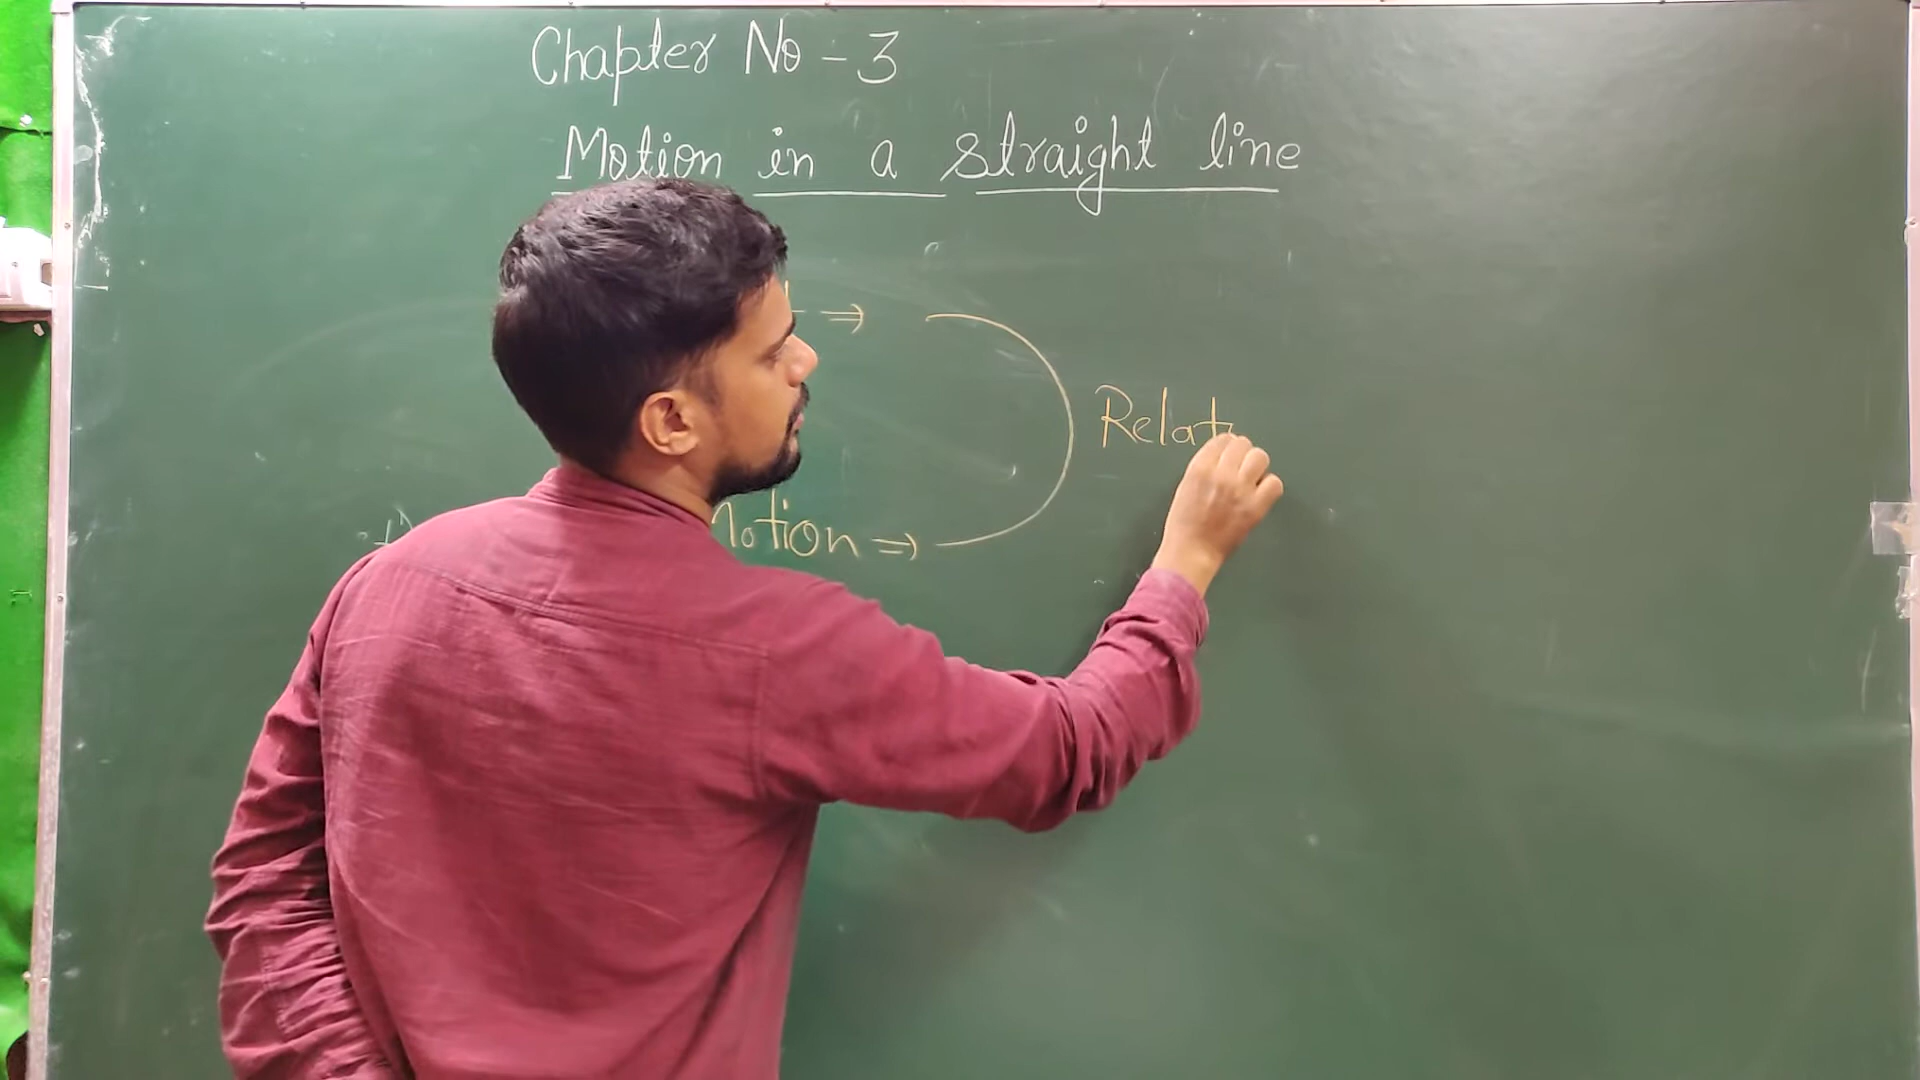 Chapter No - 3
Motion in a straight line
⇒
Relat
Motion ⇒